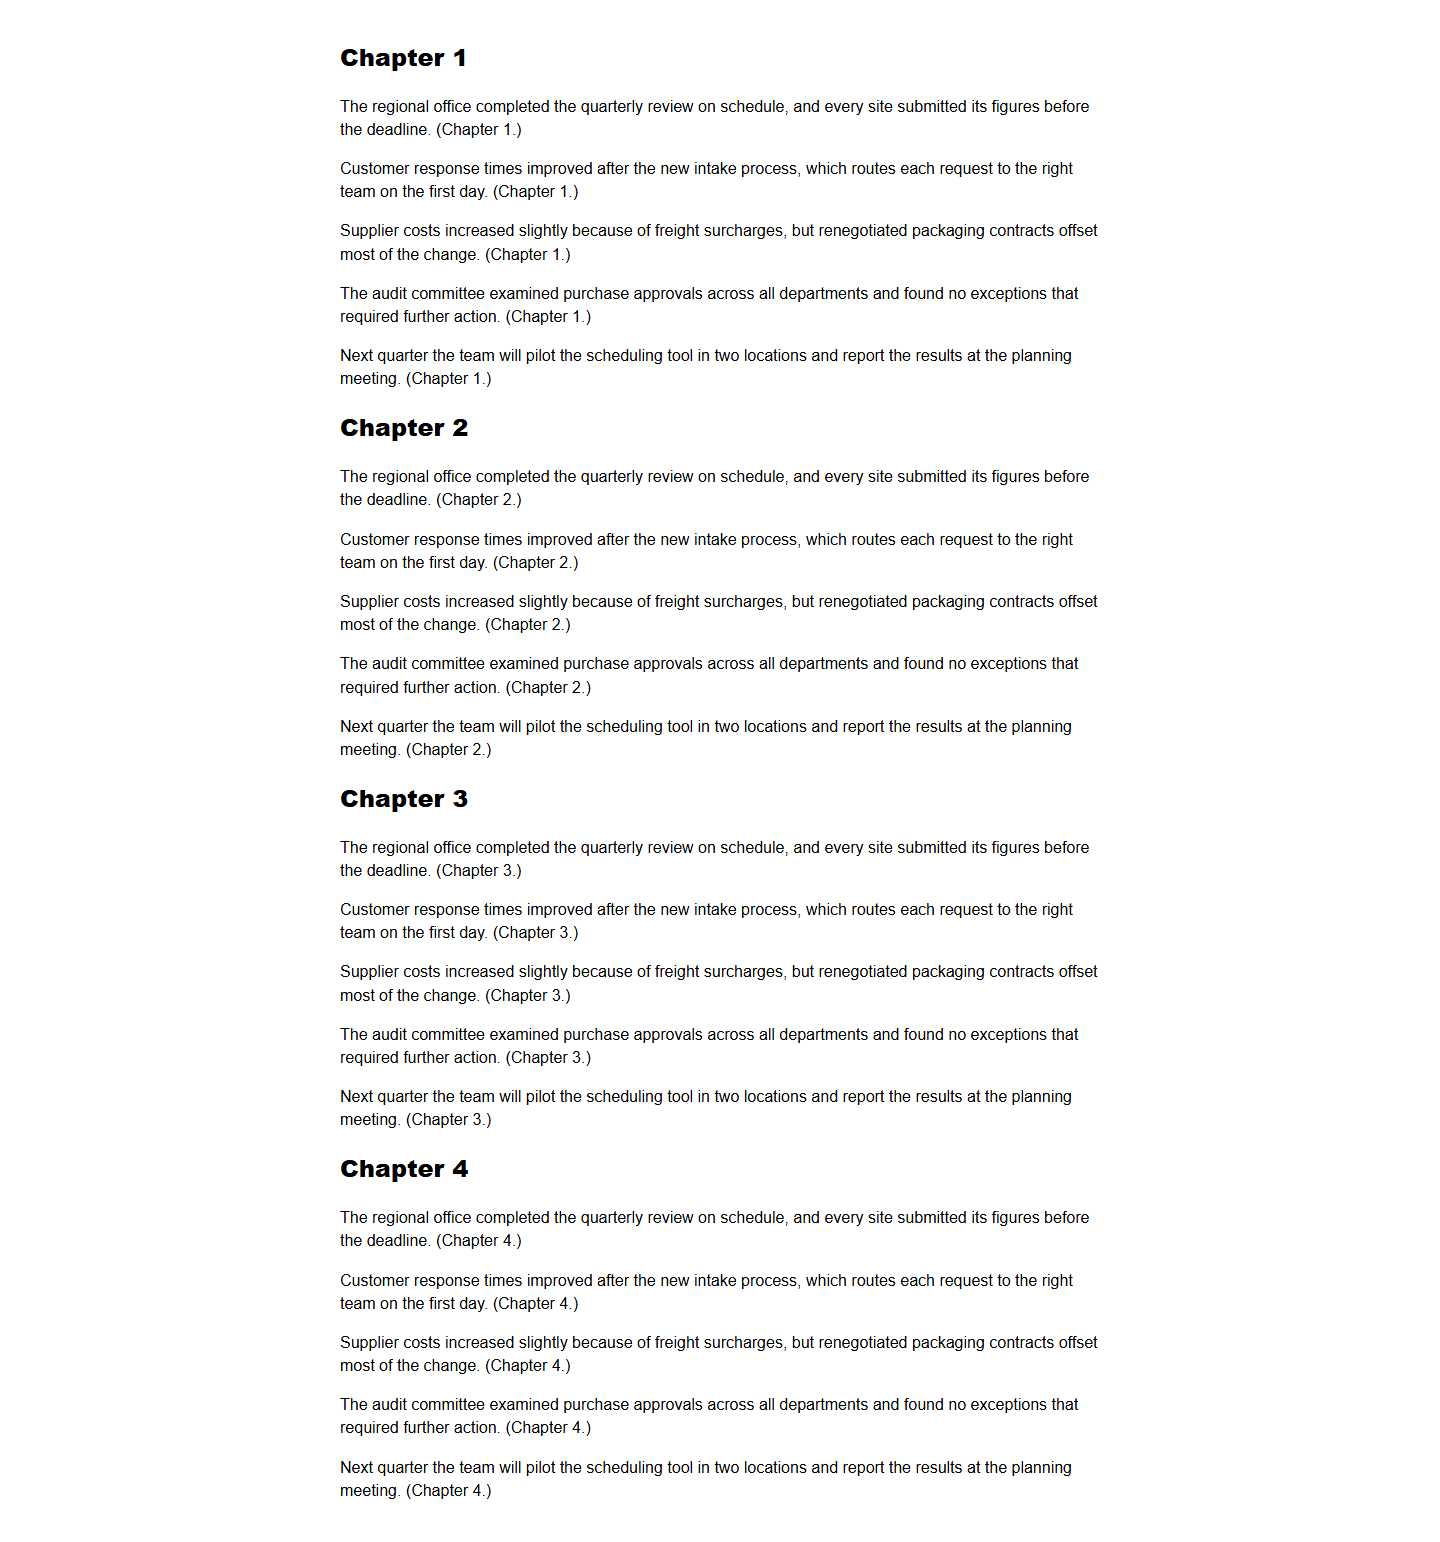 Chapter 1
The regional office completed the quarterly review on schedule, and every site submitted its figures before
the deadline. (Chapter 1.)
Customer response times improved after the new intake process, which routes each request to the right
team on the first day. (Chapter 1.)
Supplier costs increased slightly because of freight surcharges, but renegotiated packaging contracts offset
most of the change. (Chapter 1.)
The audit committee examined purchase approvals across all departments and found no exceptions that
required further action. (Chapter 1.)
Next quarter the team will pilot the scheduling tool in two locations and report the results at the planning
meeting. (Chapter 1.)
Chapter 2
The regional office completed the quarterly review on schedule, and every site submitted its figures before
the deadline. (Chapter 2.)
Customer response times improved after the new intake process, which routes each request to the right
team on the first day. (Chapter 2.)
Supplier costs increased slightly because of freight surcharges, but renegotiated packaging contracts offset
most of the change. (Chapter 2.)
The audit committee examined purchase approvals across all departments and found no exceptions that
required further action. (Chapter 2.)
Next quarter the team will pilot the scheduling tool in two locations and report the results at the planning
meeting. (Chapter 2.)
Chapter 3
The regional office completed the quarterly review on schedule, and every site submitted its figures before
the deadline. (Chapter 3.)
Customer response times improved after the new intake process, which routes each request to the right
team on the first day. (Chapter 3.)
Supplier costs increased slightly because of freight surcharges, but renegotiated packaging contracts offset
most of the change. (Chapter 3.)
The audit committee examined purchase approvals across all departments and found no exceptions that
required further action. (Chapter 3.)
Next quarter the team will pilot the scheduling tool in two locations and report the results at the planning
meeting. (Chapter 3.)
Chapter 4
The regional office completed the quarterly review on schedule, and every site submitted its figures before
the deadline. (Chapter 4.)
Customer response times improved after the new intake process, which routes each request to the right
team on the first day. (Chapter 4.)
Supplier costs increased slightly because of freight surcharges, but renegotiated packaging contracts offset
most of the change. (Chapter 4.)
The audit committee examined purchase approvals across all departments and found no exceptions that
required further action. (Chapter 4.)
Next quarter the team will pilot the scheduling tool in two locations and report the results at the planning
meeting. (Chapter 4.)